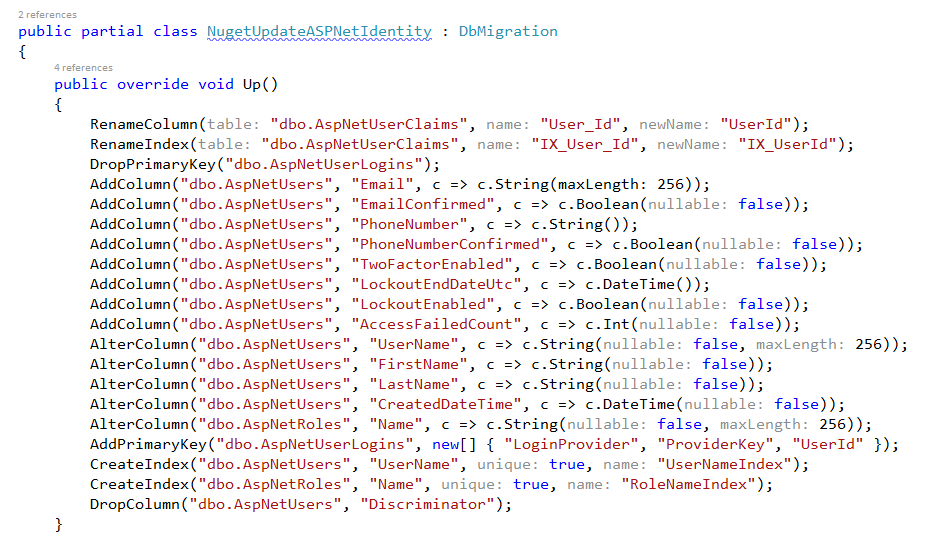 2 references
public partial class NugetUpdateASPNetIdentity : DbMigration
{
4 references
public override void Up()
{
RenameColumn(table: "dbo.AspNetUserClaims", name: "User_Id", newName: "UserId");
RenameIndex(table: "dbo.AspNetUserClaims", name: "IX_User_Id", newName: "IX_UserId");
DropPrimaryKey("dbo.AspNetUserLogins");
AddColumn("dbo.AspNetUsers", "Email", c => c.String(maxLength: 256));
AddColumn("dbo.AspNetUsers", "EmailConfirmed", c => c.Boolean(nullable: false));
AddColumn("dbo.AspNetUsers", "PhoneNumber", c => c.String());
AddColumn("dbo.AspNetUsers", "PhoneNumberConfirmed", c => c.Boolean(nullable: false));
AddColumn("dbo.AspNetUsers", "TwoFactorEnabled", c => c.Boolean(nullable: false));
AddColumn("dbo.AspNetUsers", "LockoutEndDateUtc", c => c.DateTime());
AddColumn("dbo.AspNetUsers", "LockoutEnabled", c => c.Boolean(nullable: false));
AddColumn("dbo.AspNetUsers", "AccessFailedCount", c => c.Int(nullable: false));
AlterColumn("dbo.AspNetUsers", "UserName", c => c.String(nullable: false, maxLength: 256));
AlterColumn("dbo.AspNetUsers", "FirstName", c => c.String(nullable: false));
AlterColumn("dbo.AspNetUsers", "LastName", c => c.String(nullable: false));
AlterColumn("dbo.AspNetUsers", "CreatedDateTime", c => c.DateTime(nullable: false));
AlterColumn("dbo.AspNetRoles", "Name", c => c.String(nullable: false, maxLength: 256));
AddPrimaryKey("dbo.AspNetUserLogins", new[] { "LoginProvider", "ProviderKey", "UserId" });
CreateIndex("dbo.AspNetUsers", "UserName", unique: true, name: "UserNameIndex");
CreateIndex("dbo.AspNetRoles", "Name", unique: true, name: "RoleNameIndex");
DropColumn("dbo.AspNetUsers", "Discriminator");
}